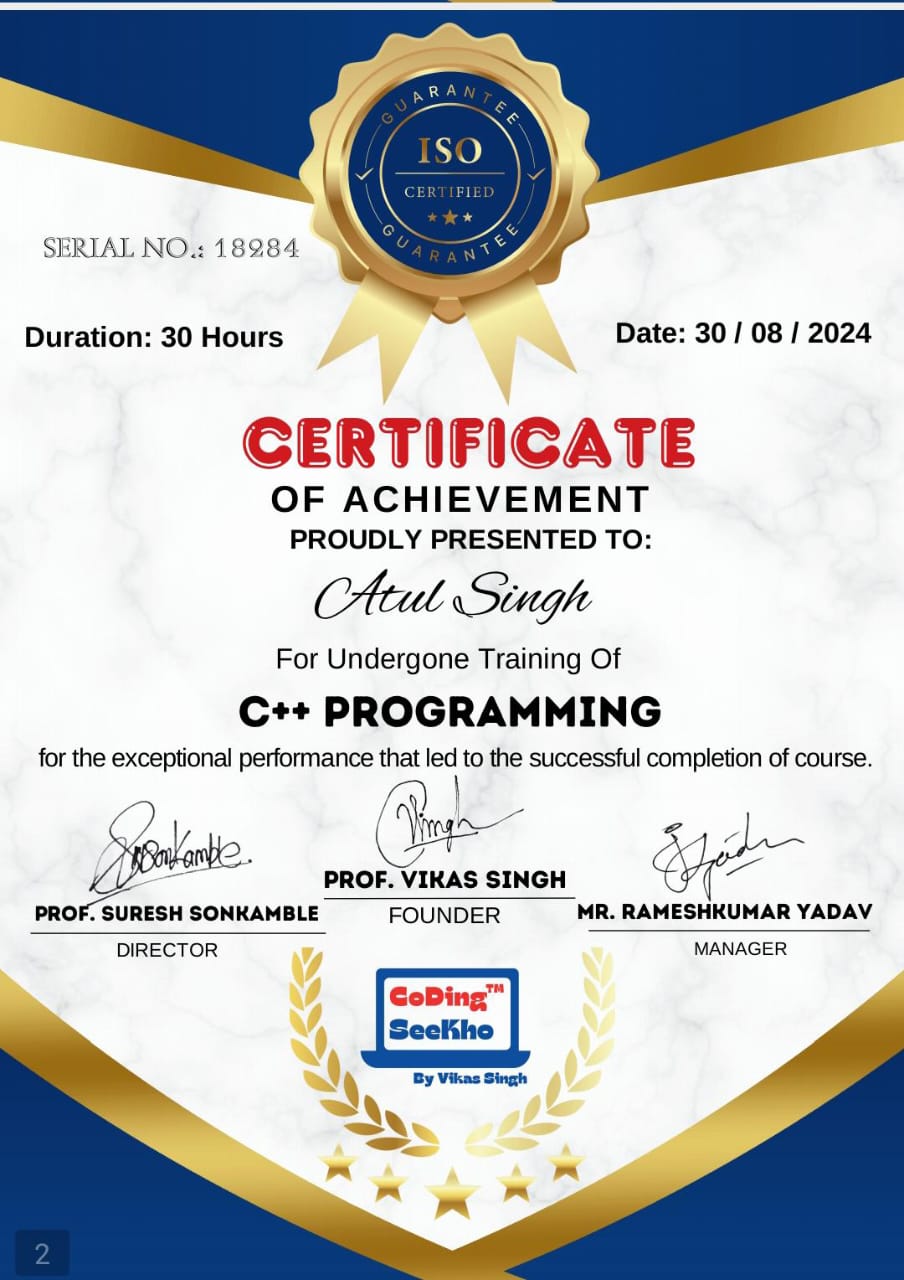 GUARANTEE
ISO
CERTIFIED
GUARANTEE
SERIAL NO.: 18284
Duration: 30 Hours
Date: 30 / 08 / 2024
CERTIFICATE
OF ACHIEVEMENT
PROUDLY PRESENTED TO:
Atul Singh
For Undergone Training Of
C++ PROGRAMMING
for the exceptional performance that led to the successful completion of course.
PROF. VIKAS SINGH
FOUNDER
PROF. SURESH SONKAMBLE
DIRECTOR
MR. RAMESHKUMAR YADAV
MANAGER
CoDing™
SeeKho
By Vikas Singh
2